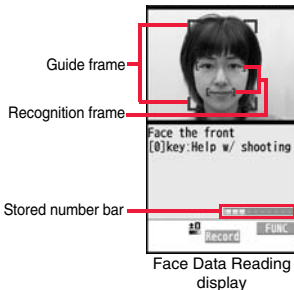 Guide frame
Recognition frame
Face the front
[0]key:Help w/ shooting
Stored number bar
±0
Record
FUNC
Face Data Reading
display